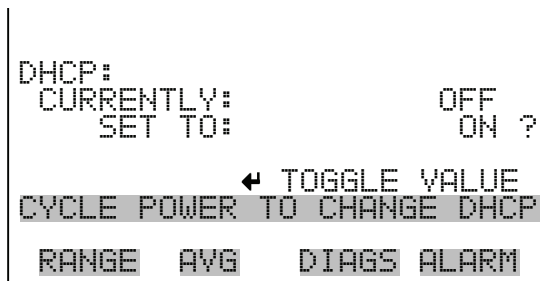 DHCP:
CURRENTLY: OFF
SET TO: ON ?
↵ TOGGLE VALUE
CYCLE POWER TO CHANGE DHCP
RANGE AVG DIAGS ALARM